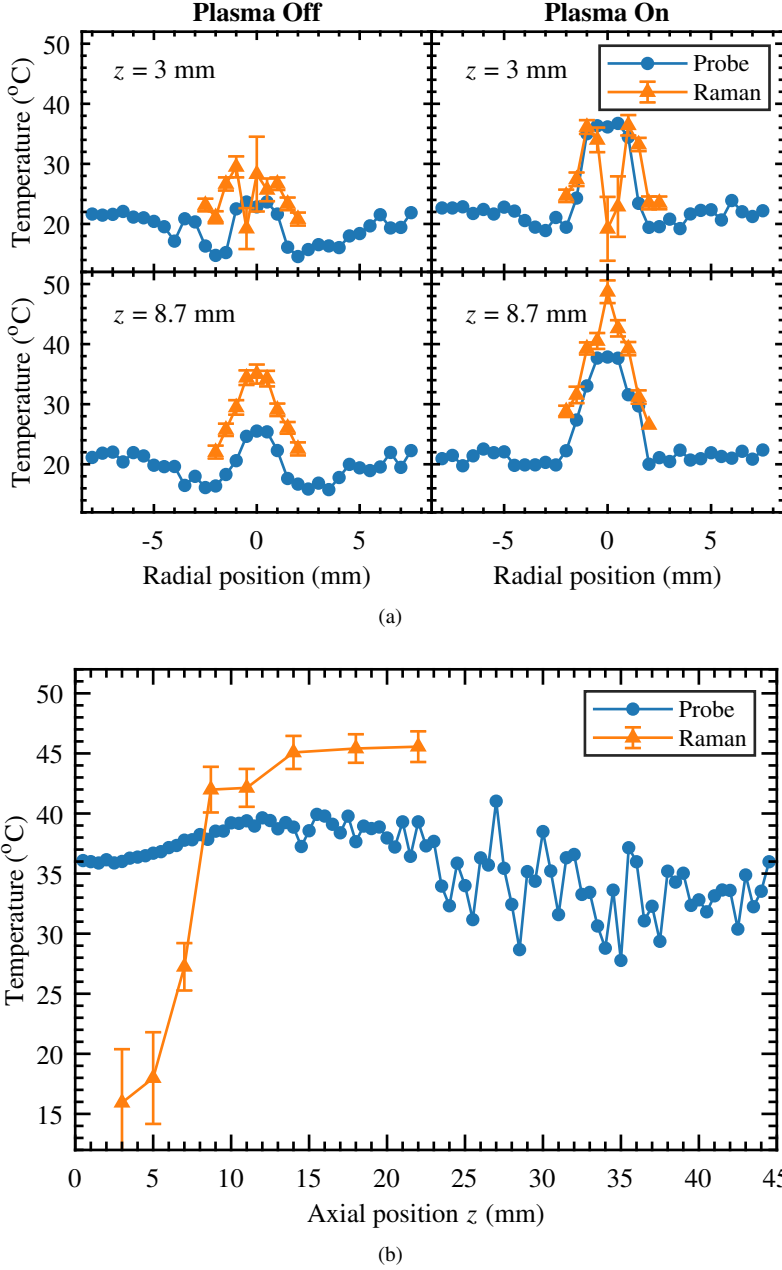 Plasma Off
Plasma On
50
40
30
20
Temperature (°C)
z = 3 mm
z = 3 mm
Probe
Raman
50
40
30
20
Temperature (°C)
z = 8.7 mm
z = 8.7 mm
-5 0 5
-5 0 5
Radial position (mm)
Radial position (mm)
(a)
50
45
40
35
30
25
20
15
Temperature (°C)
Probe
Raman
0 5 10 15 20 25 30 35 40 45
Axial position z (mm)
(b)